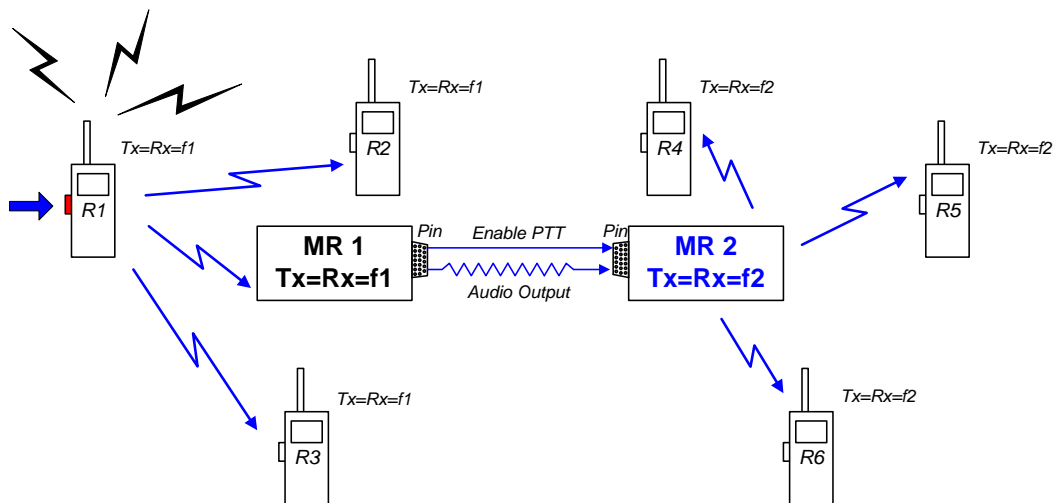 Tx=Rx=f1
R1
Tx=Rx=f1
R2
Tx=Rx=f2
R4
Tx=Rx=f2
R5
MR 1
Tx=Rx=f1
Pin
Enable PTT
Audio Output
Pin
MR 2
Tx=Rx=f2
Tx=Rx=f1
R3
Tx=Rx=f2
R6